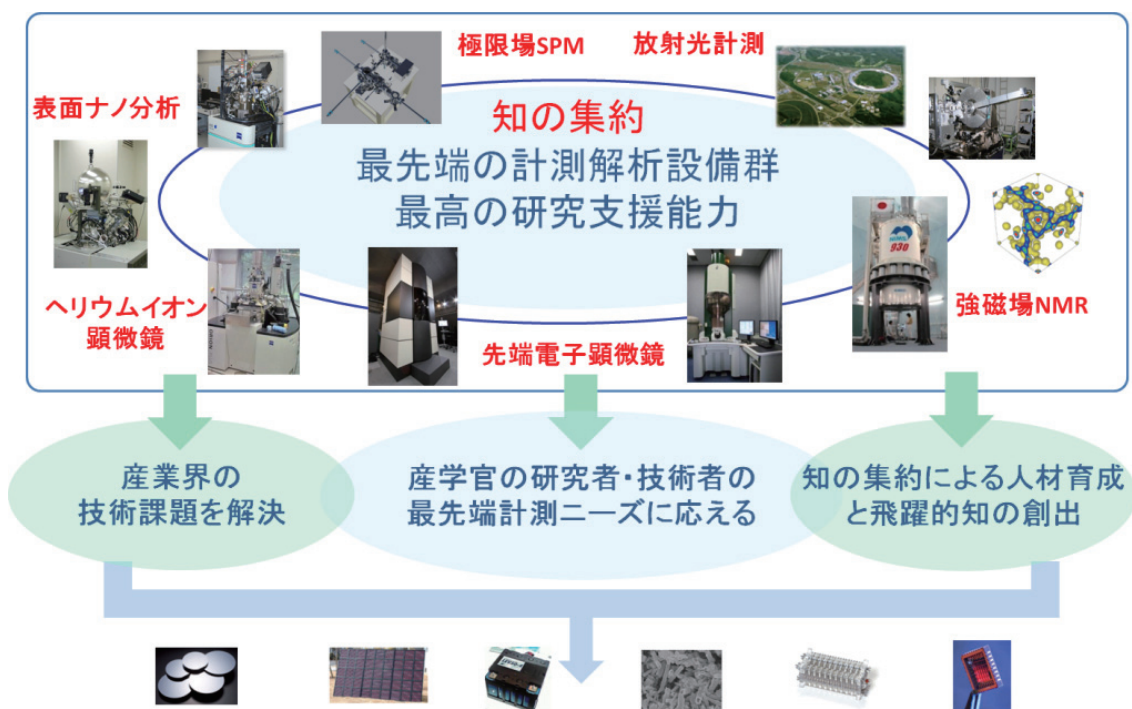 極限場SPM
放射光計測
表面ナノ分析
知の集約
最先端の計測解析設備群
最高の研究支援能力
930
ヘリウムイオン
顕微鏡
先端電子顕微鏡
強磁場NMR
産業界の
技術課題を解決
産学官の研究者・技術者の
最先端計測ニーズに応える
知の集約による人材育成
と飛躍的知の創出